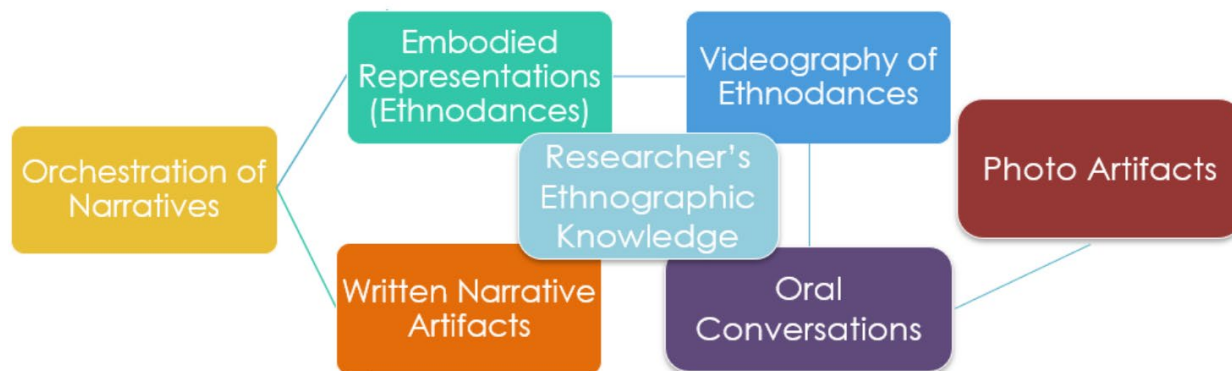 Embodied
Representations
(Ethnodances)
Videography of
Ethnodances
Orchestration of
Narratives
Researcher’s
Ethnographic
Knowledge
Photo Artifacts
Written Narrative
Artifacts
Oral
Conversations